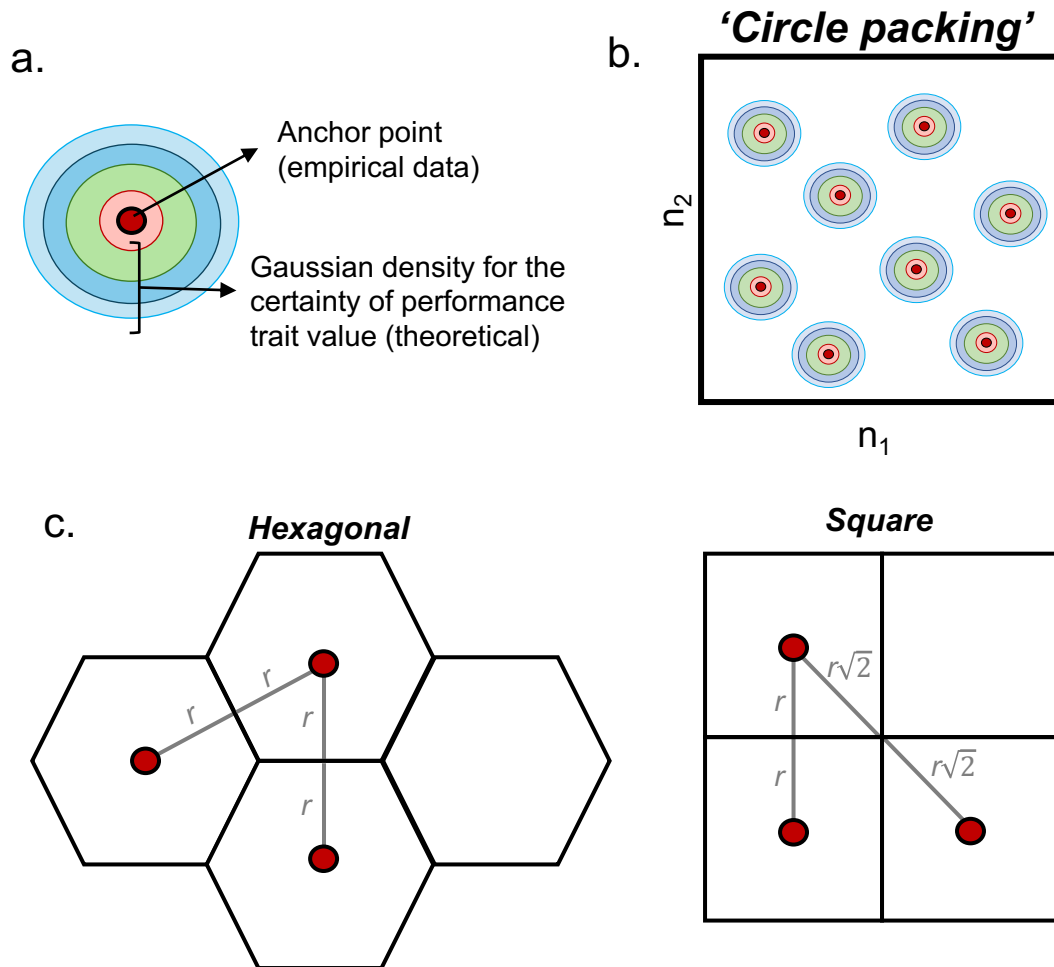 a.
Anchor point
(empirical data)
Gaussian density for the
certainty of performance
trait value (theoretical)
'Circle packing'
b.
n₂
n₁
c.
Hexagonal
r
r
r
r
Square
r√2
r
r√2
r